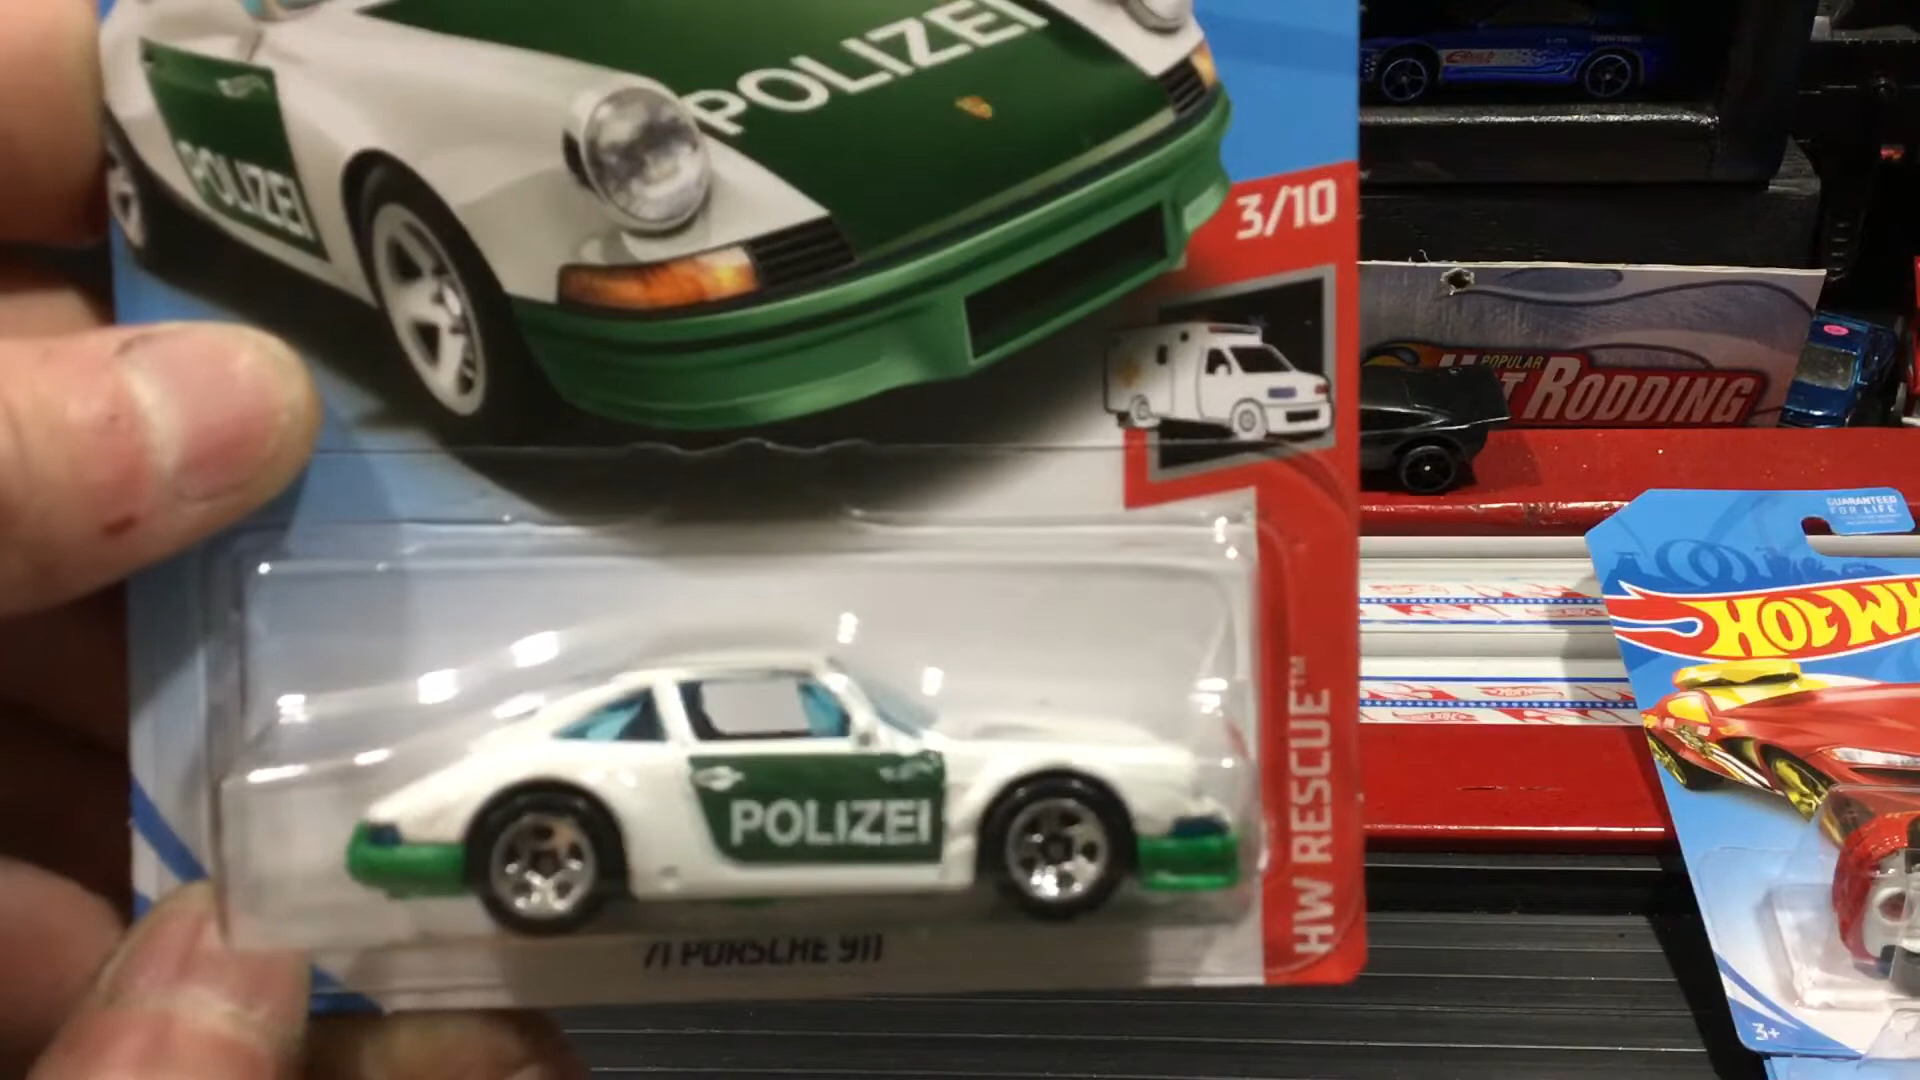 POLIZEI
POLIZEI
3/10
POPULAR
RODDING
GUARANTEED
FOR LIFE
HW RESCUE™
POLIZEI
71 PORSCHE 911
3+